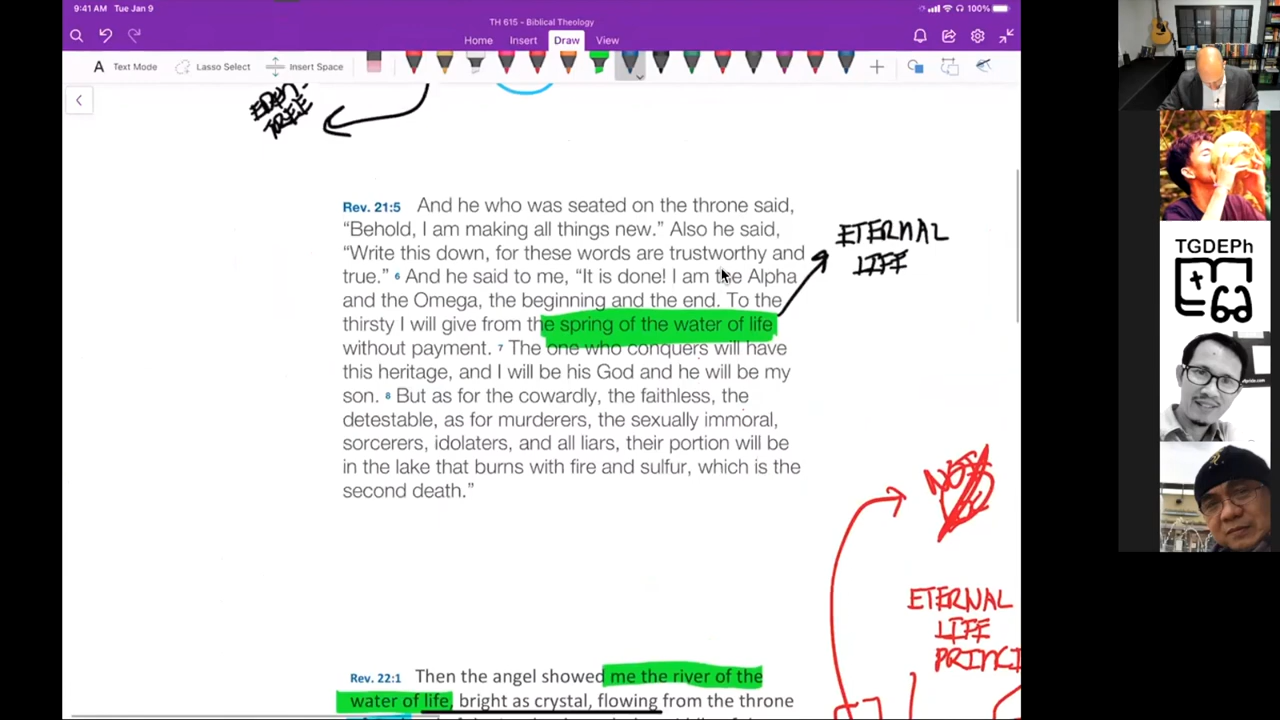 9:41 AM Tue Jan 9
100%
TH 615 - Biblical Theology
Home Insert Draw View
A Text Mode Lasso Select Insert Space
EDEN
TREE
Rev. 21:5 And he who was seated on the throne said,
“Behold, I am making all things new.” Also he said,
“Write this down, for these words are trustworthy and
true.” 6 And he said to me, “It is done! I am the Alpha
and the Omega, the beginning and the end. To the
thirsty I will give from the spring of the water of life
without payment. 7 The one who conquers will have
this heritage, and I will be his God and he will be my
son. 8 But as for the cowardly, the faithless, the
detestable, as for murderers, the sexually immoral,
sorcerers, idolaters, and all liars, their portion will be
in the lake that burns with fire and sulfur, which is the
second death.”
ETERNAL
LIFE
ETERNAL
LIFE
PRINCI
Rev. 22:1 Then the angel showed me the river of the
water of life, bright as crystal, flowing from the throne
TGDEPh